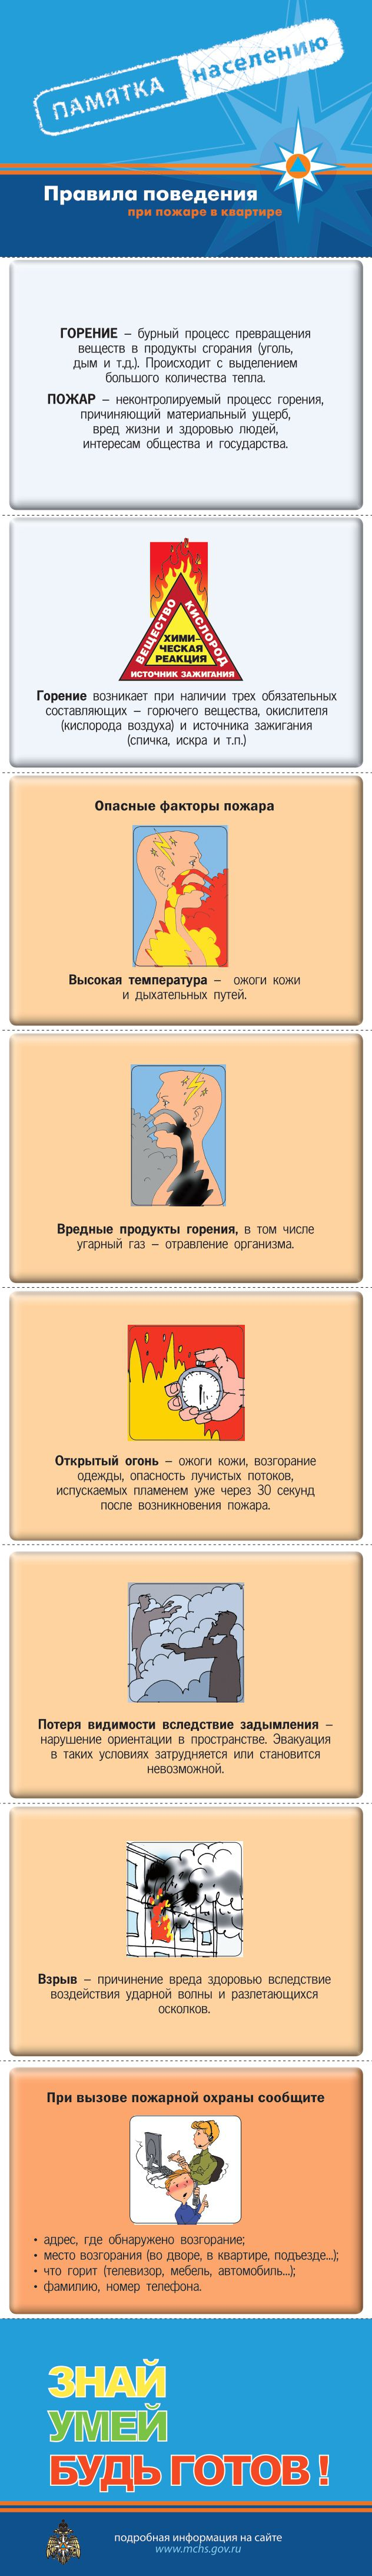 ПАМЯТКА населению
Правила поведения
при пожаре в квартире
ГОРЕНИЕ – бурный процесс превращения
веществ в продукты сгорания (уголь,
дым и т.д.). Происходит с выделением
большого количества тепла.
ПОЖАР – неконтролируемый процесс горения,
причиняющий материальный ущерб,
вред жизни и здоровью людей,
интересам общества и государства.
ВЕЩЕСТВО
КИСЛОРОД
ХИМИ-
ЧЕСКАЯ
РЕАКЦИЯ
ИСТОЧНИК ЗАЖИГАНИЯ
Горение возникает при наличии трех обязательных
составляющих – горючего вещества, окислителя
(кислорода воздуха) и источника зажигания
(спичка, искра и т.п.)
Опасные факторы пожара
Высокая температура – ожоги кожи
и дыхательных путей.
Вредные продукты горения, в том числе
угарный газ – отравление организма.
Открытый огонь – ожоги кожи, возгорание
одежды, опасность лучистых потоков,
испускаемых пламенем уже через 30 секунд
после возникновения пожара.
Потеря видимости вследствие задымления –
нарушение ориентации в пространстве. Эвакуация
в таких условиях затрудняется или становится
невозможной.
Взрыв – причинение вреда здоровью вследствие
воздействия ударной волны и разлетающихся
осколков.
При вызове пожарной охраны сообщите
• адрес, где обнаружено возгорание;
• место возгорания (во дворе, в квартире, подъезде...);
• что горит (телевизор, мебель, автомобиль...);
• фамилию, номер телефона.
ЗНАЙ
УМЕЙ
БУДЬ ГОТОВ !
подробная информация на сайте
www.mchs.gov.ru